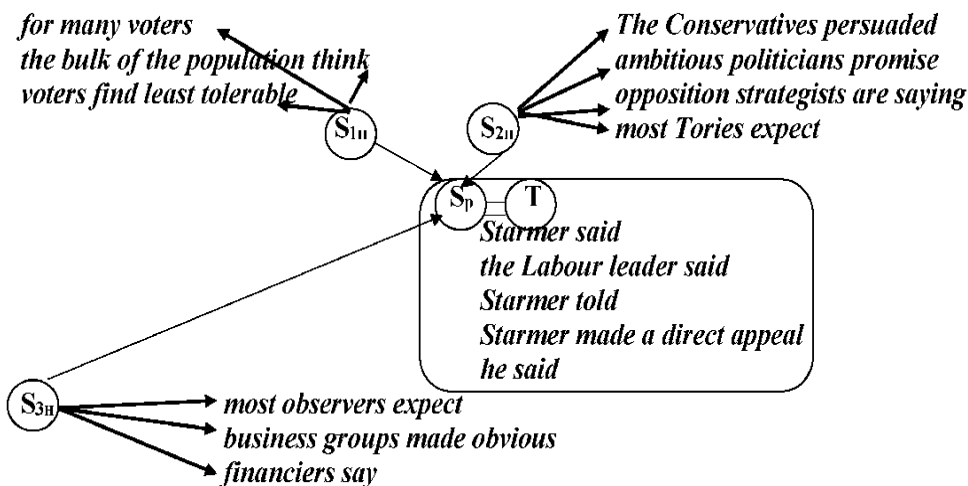 for many voters
the bulk of the population think
voters find least tolerable
The Conservatives persuaded
ambitious politicians promise
opposition strategists are saying
most Tories expect
S1H
S2H
Sp
T
Starmer said
the Labour leader said
Starmer told
Starmer made a direct appeal
he said
S3H
most observers expect
business groups made obvious
financiers say